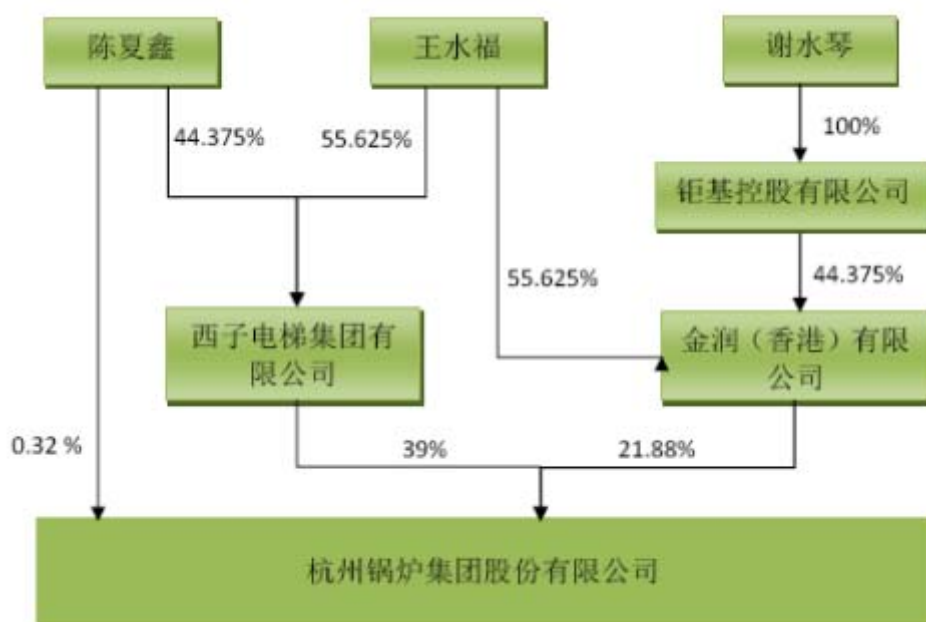 陈夏鑫
王水福
谢水琴
44.375%
55.625%
100%
钜基控股有限公司
55.625%
44.375%
西子电梯集团有
限公司
金润（香港）有限
公司
0.32 %
39%
21.88%
杭州锅炉集团股份有限公司